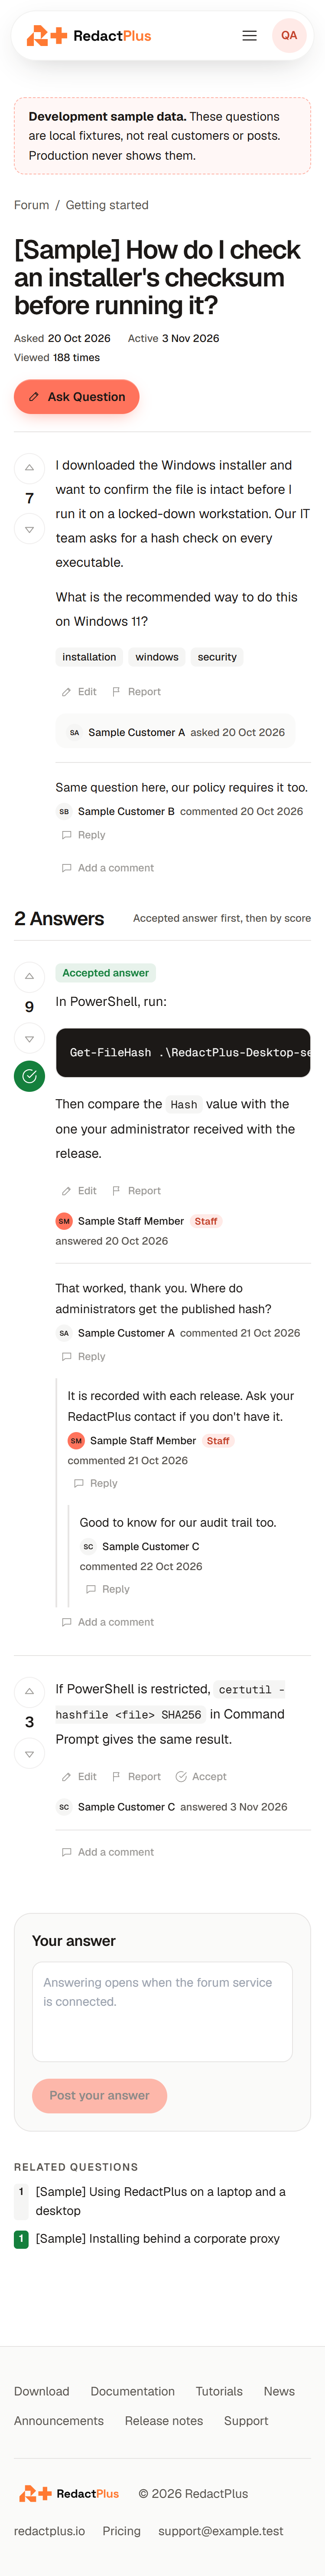 RedactPlus
QA
Development sample data. These questions
are local fixtures, not real customers or posts.
Production never shows them.
Forum / Getting started
[Sample] How do I check
an installer's checksum
before running it?
Asked 20 Oct 2026 Active 3 Nov 2026
Viewed 188 times
Ask Question
I downloaded the Windows installer and
want to confirm the file is intact before I
7
run it on a locked-down workstation. Our IT
team asks for a hash check on every
executable.
What is the recommended way to do this
on Windows 11?
installation windows security
Edit Report
SA Sample Customer A asked 20 Oct 2026
Same question here, our policy requires it too.
SB Sample Customer B commented 20 Oct 2026
Reply
Add a comment
2 Answers Accepted answer first, then by score
Accepted answer
9
In PowerShell, run:
Get-FileHash .\RedactPlus-Desktop-se
Then compare the Hash value with the
one your administrator received with the
release.
Edit Report
SM Sample Staff Member Staff
answered 20 Oct 2026
That worked, thank you. Where do
administrators get the published hash?
SA Sample Customer A commented 21 Oct 2026
Reply
It is recorded with each release. Ask your
RedactPlus contact if you don't have it.
SM Sample Staff Member Staff
commented 21 Oct 2026
Reply
Good to know for our audit trail too.
SC Sample Customer C
commented 22 Oct 2026
Reply
Add a comment
If PowerShell is restricted, certutil -
hashfile <file> SHA256 in Command
3
Prompt gives the same result.
Edit Report Accept
SC Sample Customer C answered 3 Nov 2026
Add a comment
Your answer
Answering opens when the forum service
is connected.
Post your answer
RELATED QUESTIONS
1 [Sample] Using RedactPlus on a laptop and a
desktop
1 [Sample] Installing behind a corporate proxy
Download Documentation Tutorials News
Announcements Release notes Support
RedactPlus © 2026 RedactPlus
redactplus.io Pricing support@example.test